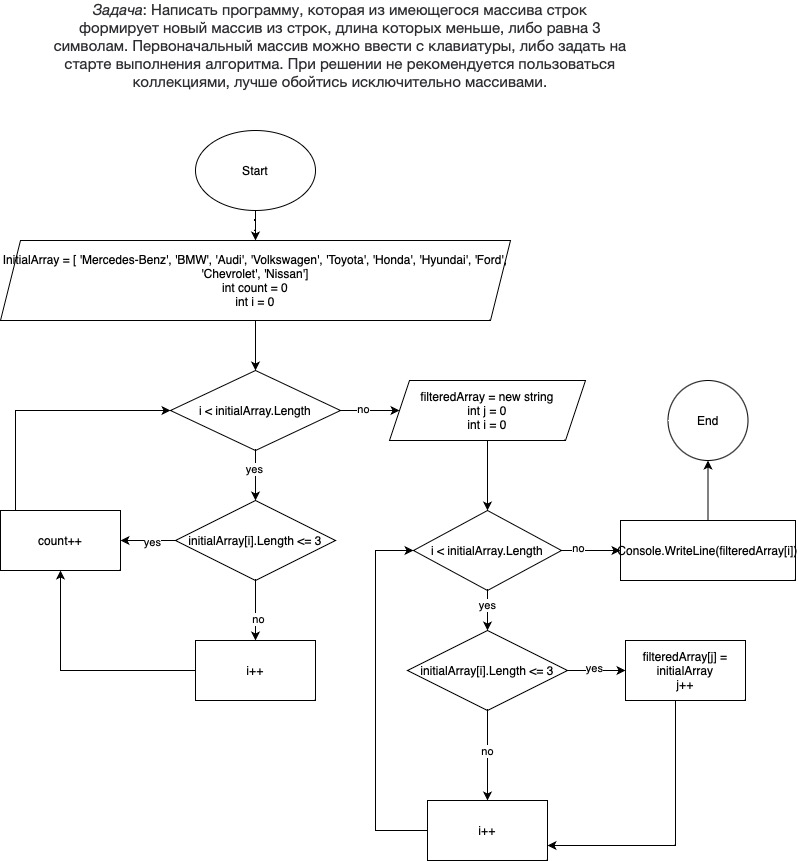 Задача: Написать программу, которая из имеющегося массива строк
формирует новый массив из строк, длина которых меньше, либо равна 3
символам. Первоначальный массив можно ввести с клавиатуры, либо задать на
старте выполнения алгоритма. При решении не рекомендуется пользоваться
коллекциями, лучше обойтись исключительно массивами.
Start
InitialArray = [ 'Mercedes-Benz', 'BMW', 'Audi', 'Volkswagen', 'Toyota', 'Honda', 'Hyundai', 'Ford',
'Chevrolet', 'Nissan']
int count = 0
int i = 0
i < initialArray.Length
no
filteredArray = new string
int j = 0
int i = 0
End
yes
count++
yes
initialArray[i].Length <= 3
no
i++
i < initialArray.Length
no
Console.WriteLine(filteredArray[i])
yes
initialArray[i].Length <= 3
yes
filteredArray[j] =
initialArray
j++
no
i++